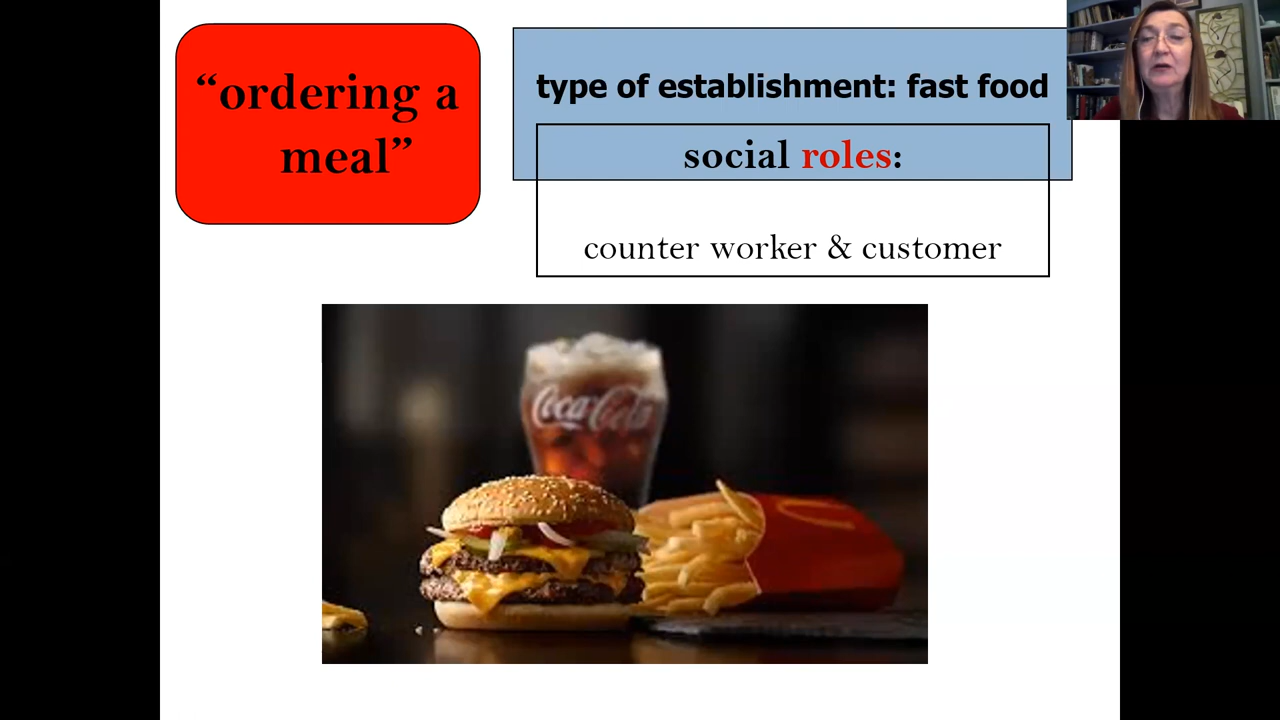 “ordering a
meal”
type of establishment: fast food
social roles:
counter worker & customer
Coca Cola